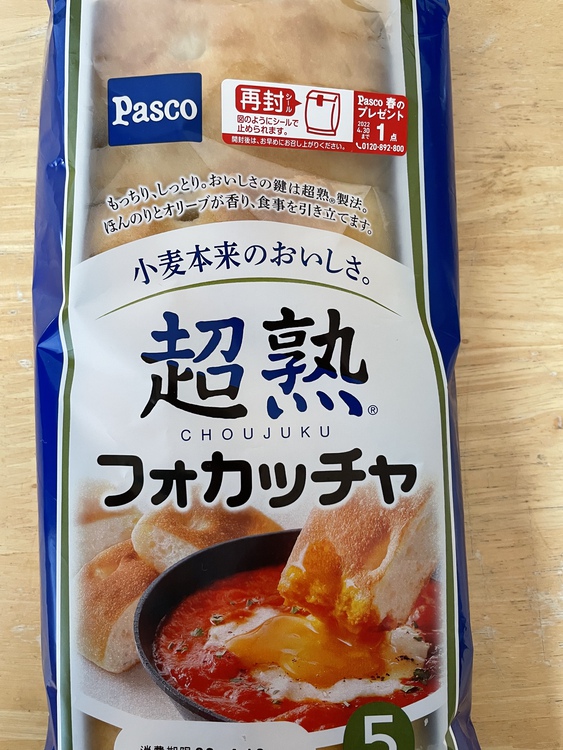 Pasco
再封
シール
図のようにシールで
止められます。
開封後は、お早めにお召し上がりください。
Pasco 春の
プレゼント
2022
4.30
まで
1
点
0120-892-800
もっちり、しっとり。おいしさの鍵は超熟®製法。
ほんのりとオリーブが香り、食事を引き立てます。
小麦本来のおいしさ。
超熟®
CHOUJUKU
フォカッチャ
消費期限
5